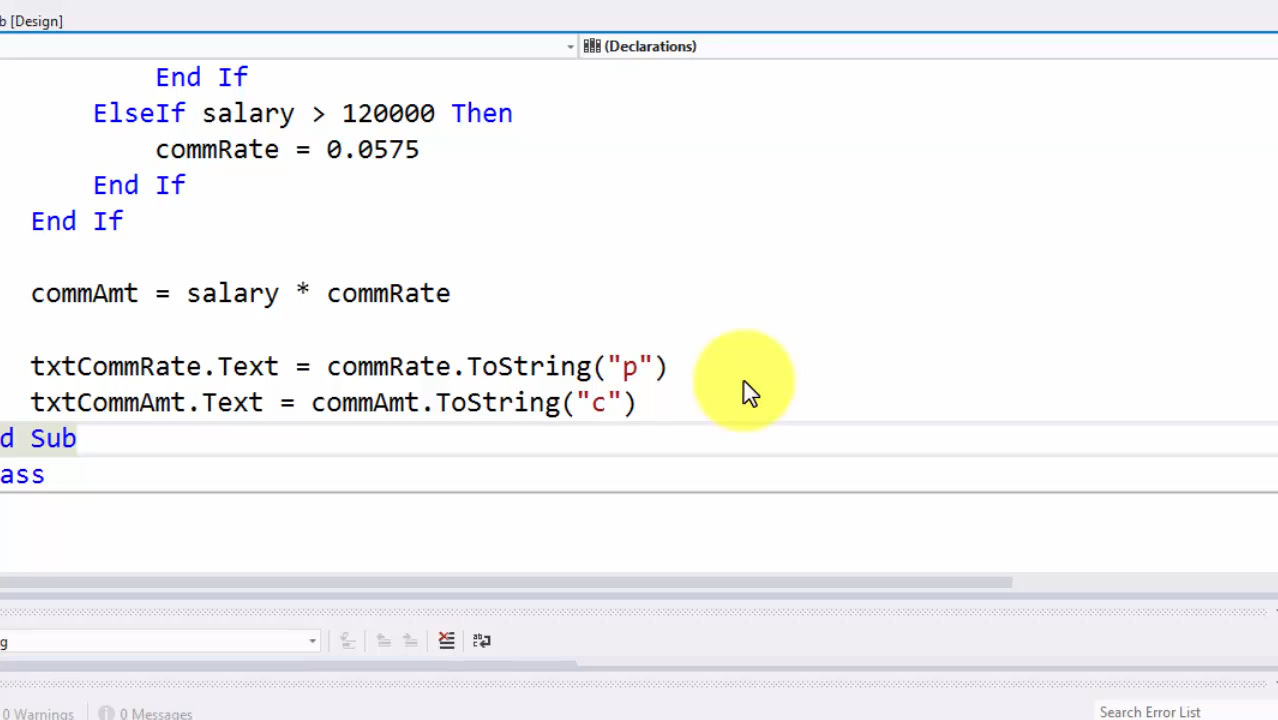 b [Design]
(Declarations)
End If
ElseIf salary > 120000 Then
commRate = 0.0575
End If
End If
commAmt = salary * commRate
txtCommRate.Text = commRate.ToString("p")
txtCommAmt.Text = commAmt.ToString("c")
d Sub
ass
g
0 Warnings
0 Messages
Search Error List